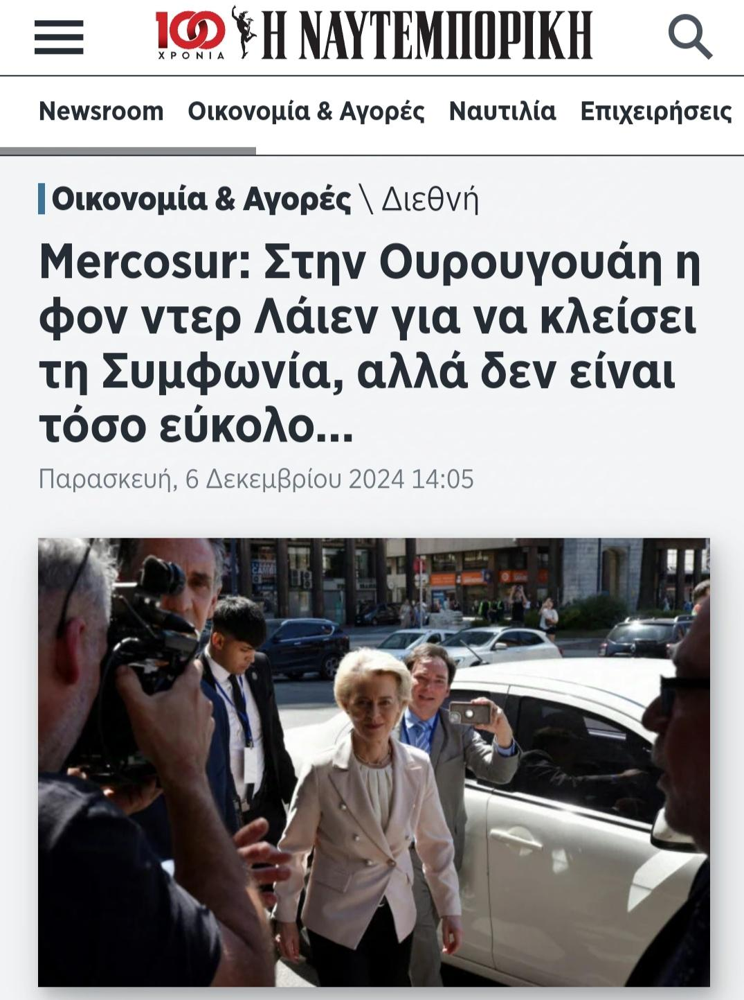 100
ΧΡΟΝΙΑ
Η ΝΑΥΤΕΜΠΟΡΙΚΗ
Newsroom Οικονομία & Αγορές Ναυτιλία Επιχειρήσεις
Οικονομία & Αγορές \ Διεθνή
Mercosur: Στην Ουρουγουάη η
φον ντερ Λάιεν για να κλείσει
τη Συμφωνία, αλλά δεν είναι
τόσο εύκολο...
Παρασκευή, 6 Δεκεμβρίου 2024 14:05